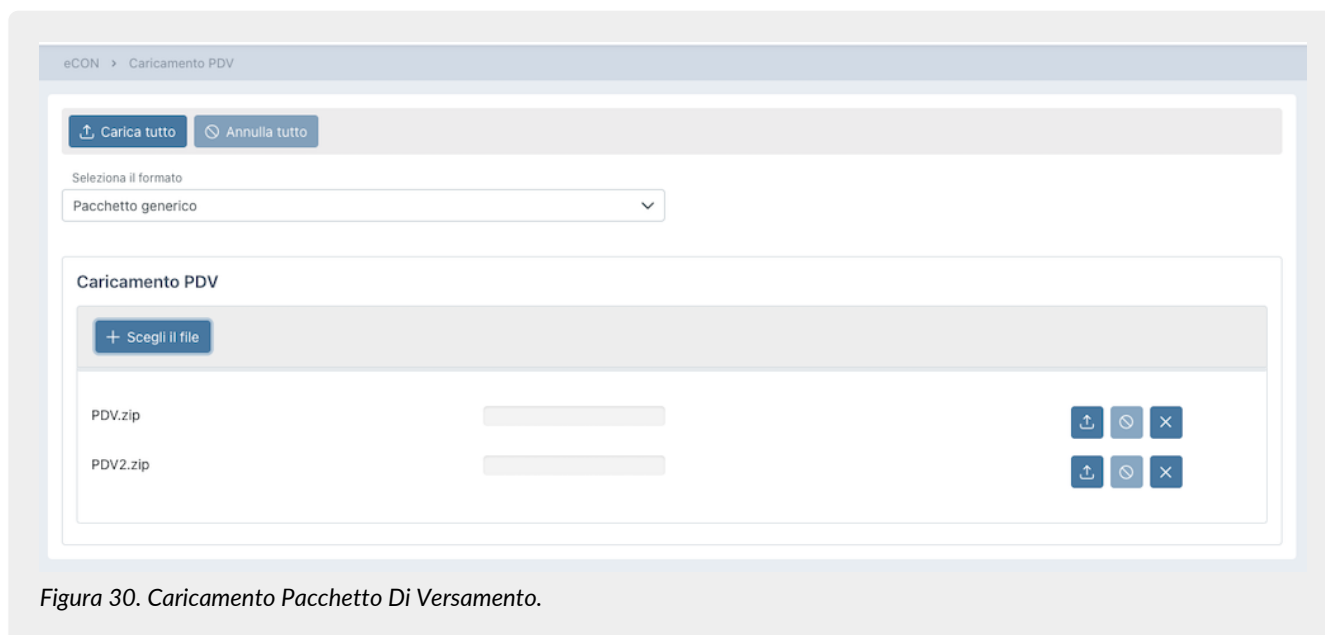 eCON > Caricamento PDV
Carica tutto Annulla tutto
Seleziona il formato
Pacchetto generico
Caricamento PDV
+ Scegli il file
PDV.zip
PDV2.zip
Figura 30. Caricamento Pacchetto Di Versamento.